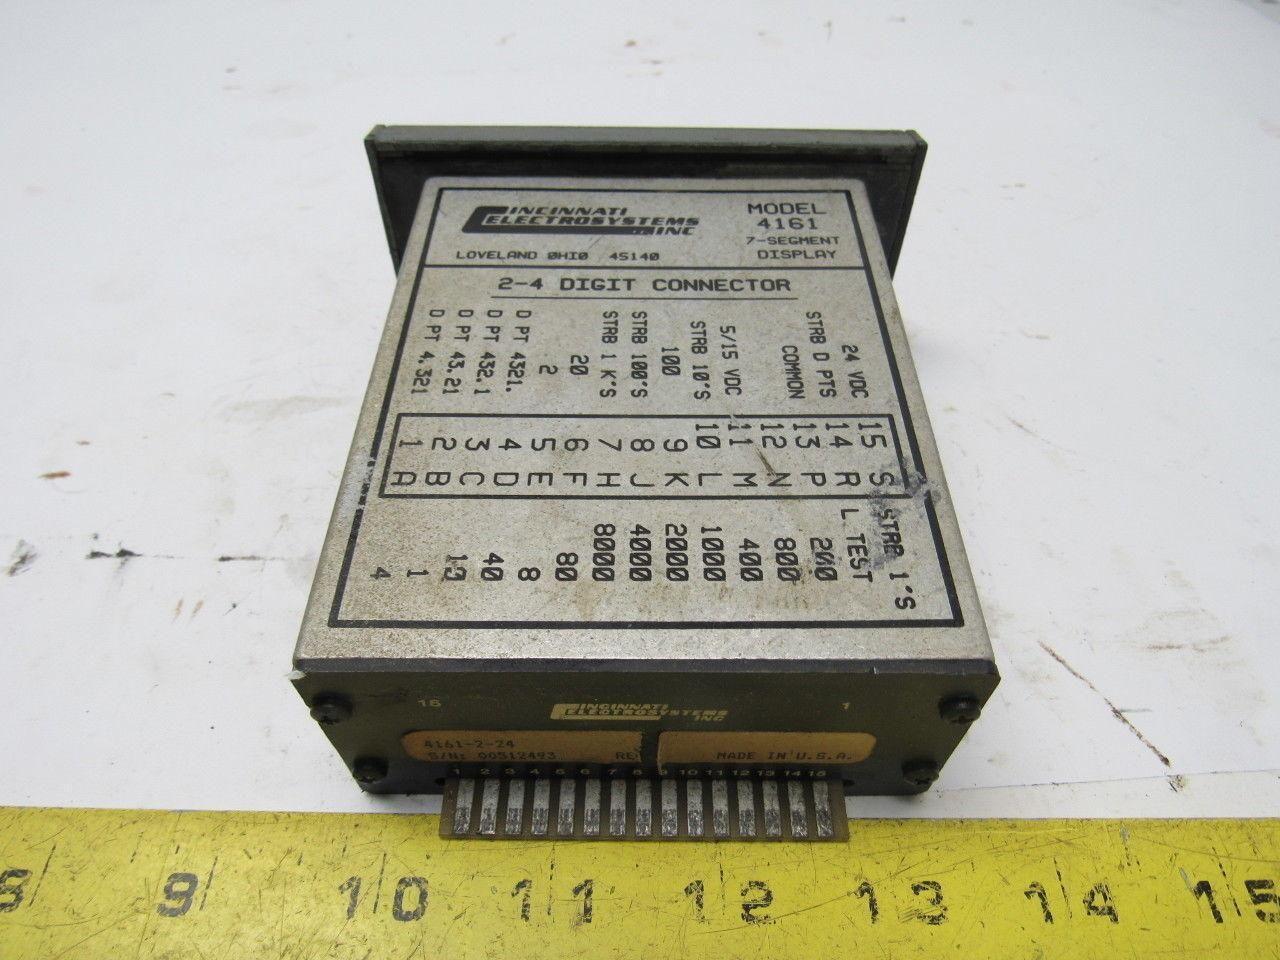 CINCINNATI
ELECTROSYSTEMS
INC
LOVELAND OHIO 45140
MODEL
4161
7-SEGMENT
DISPLAY
2-4 DIGIT CONNECTOR
D PT 4.321
D PT 43.21
D PT 432.1
D PT 4321.
2
20
STRB 1 K'S
STRB 100'S
100
STRB 10'S
5/15 VDC
COMMON
STRB D PTS
24 VDC
1 2 3 4 5 6 7 8 9 10 11 12 13 14 15
A B C D E F H J K L M N P R S
4
1
10
40
8
80
8000
4000
2000
1000
400
800
200
L TEST
STRB 1'S
15
CINCINNATI
ELECTROSYSTEMS
INC
1
4161-2-24
S/N: 00512493 RE
MADE IN U.S.A.
1 2 3 4 5 6 7 8 9 10 11 12 13 14 15
8 9 10 11 12 13 14 15